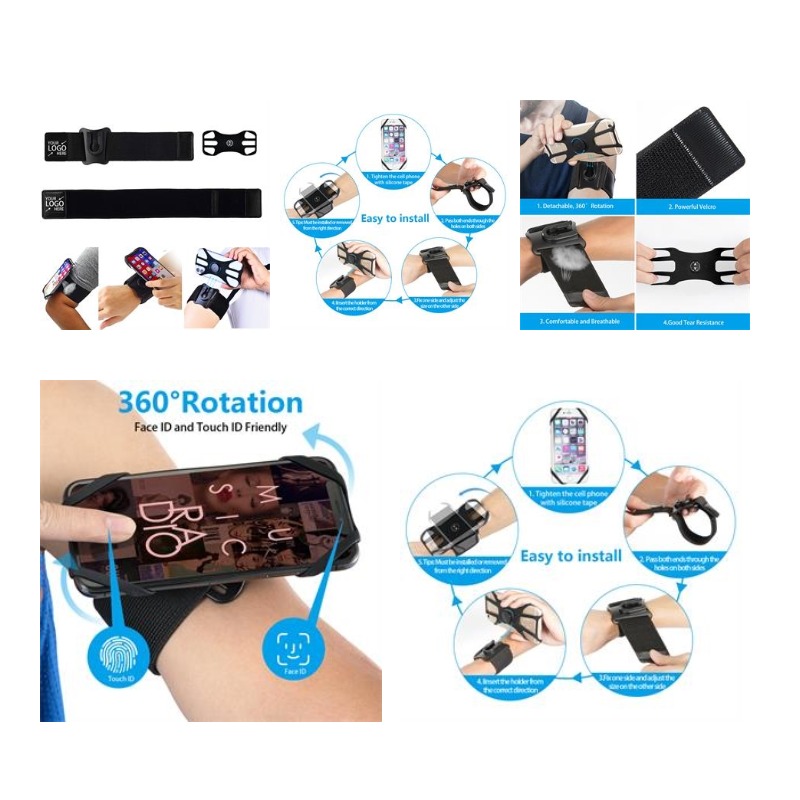 YOUR
LOGO
HERE
YOUR
LOGO
HERE
1. Tighten the cell phone
with silicone tape
2. Pass both ends through the
holes on both sides
3.Fix one side and adjust the
size on the other side
4. Insert the holder from
the correct direction
5. Tips: Must be installed or removed
from the right direction
Easy to install
1. Detachable, 360° Rotation
2. Powerful Velcro
3. Comfortable and Breathable
4.Good Tear Resistance
360°Rotation
Face ID and Touch ID Friendly
MUSIC
RADIO
Touch ID
Face ID
1. Tighten the cell phone
with silicone tape
2. Pass both ends through the
holes on both sides
3.Fix one side and adjust the
size on the other side
4. Insert the holder from
the correct direction
5. Tips: Must be installed or removed
from the right direction
Easy to install